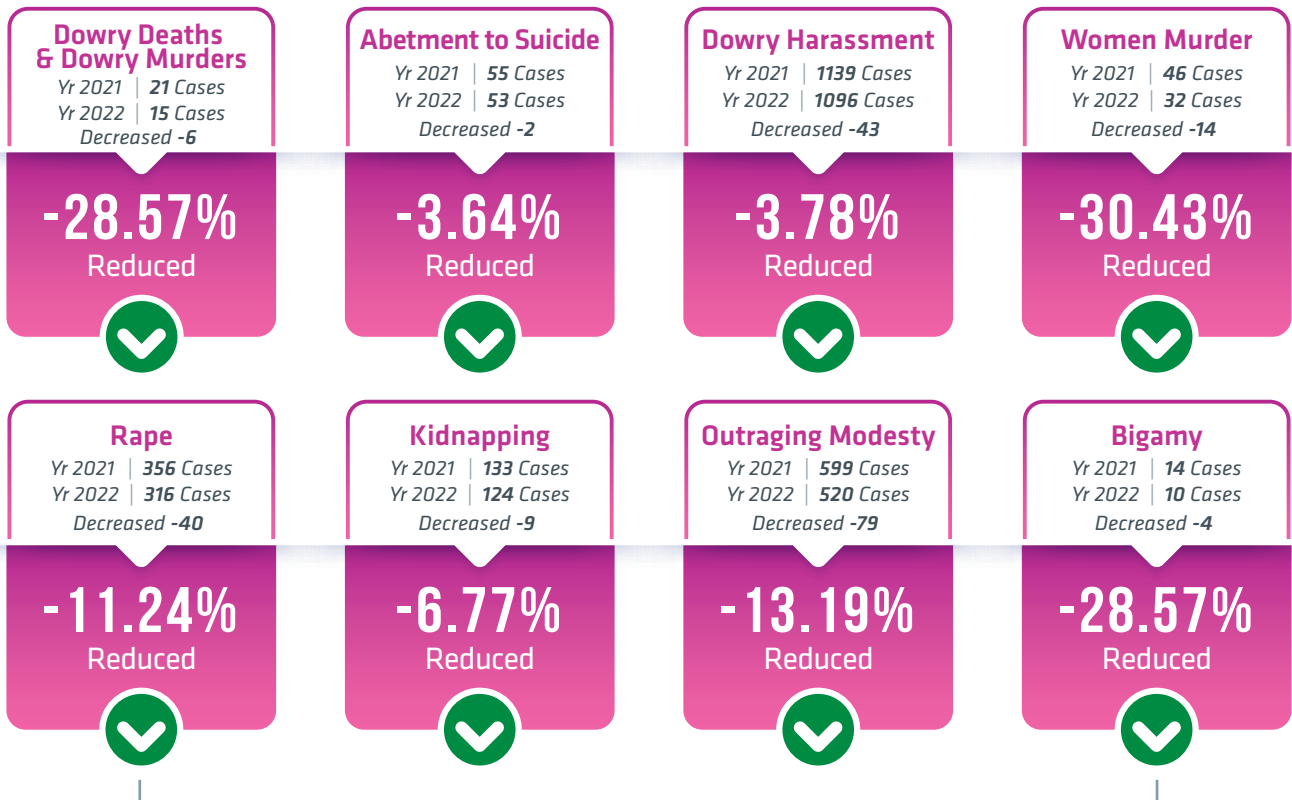 Dowry Deaths
& Dowry Murders
Yr 2021 | 21 Cases
Yr 2022 | 15 Cases
Decreased -6
-28.57%
Reduced
Abetment to Suicide
Yr 2021 | 55 Cases
Yr 2022 | 53 Cases
Decreased -2
-3.64%
Reduced
Dowry Harassment
Yr 2021 | 1139 Cases
Yr 2022 | 1096 Cases
Decreased -43
-3.78%
Reduced
Women Murder
Yr 2021 | 46 Cases
Yr 2022 | 32 Cases
Decreased -14
-30.43%
Reduced
Rape
Yr 2021 | 356 Cases
Yr 2022 | 316 Cases
Decreased -40
-11.24%
Reduced
Kidnapping
Yr 2021 | 133 Cases
Yr 2022 | 124 Cases
Decreased -9
-6.77%
Reduced
Outraging Modesty
Yr 2021 | 599 Cases
Yr 2022 | 520 Cases
Decreased -79
-13.19%
Reduced
Bigamy
Yr 2021 | 14 Cases
Yr 2022 | 10 Cases
Decreased -4
-28.57%
Reduced